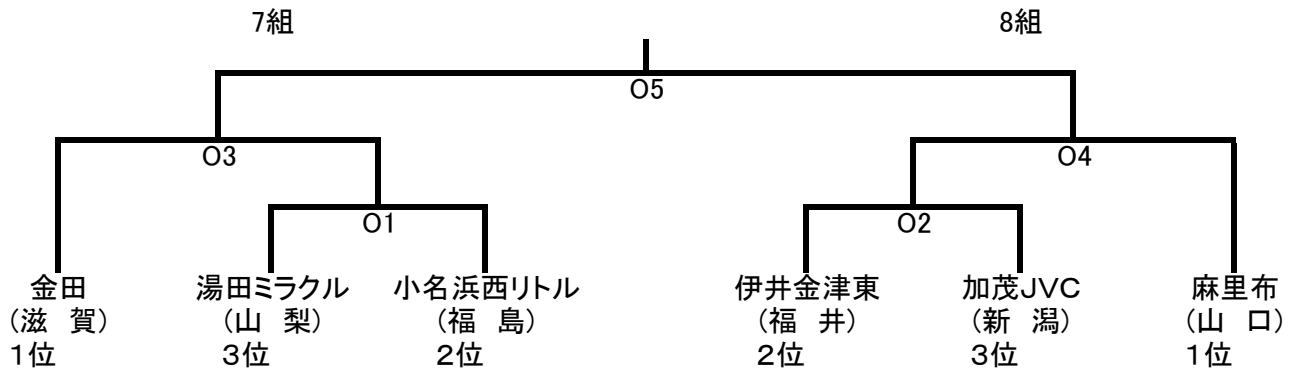 7組 8組
O5
O3 O4
O1 O2
金田 湯田ミラクル 小名浜西リトル 伊井金津東 加茂JVC 麻里布
(滋 賀) (山 梨) (福 島) (福 井) (新 潟) (山 口)
1位 3位 2位 2位 3位 1位